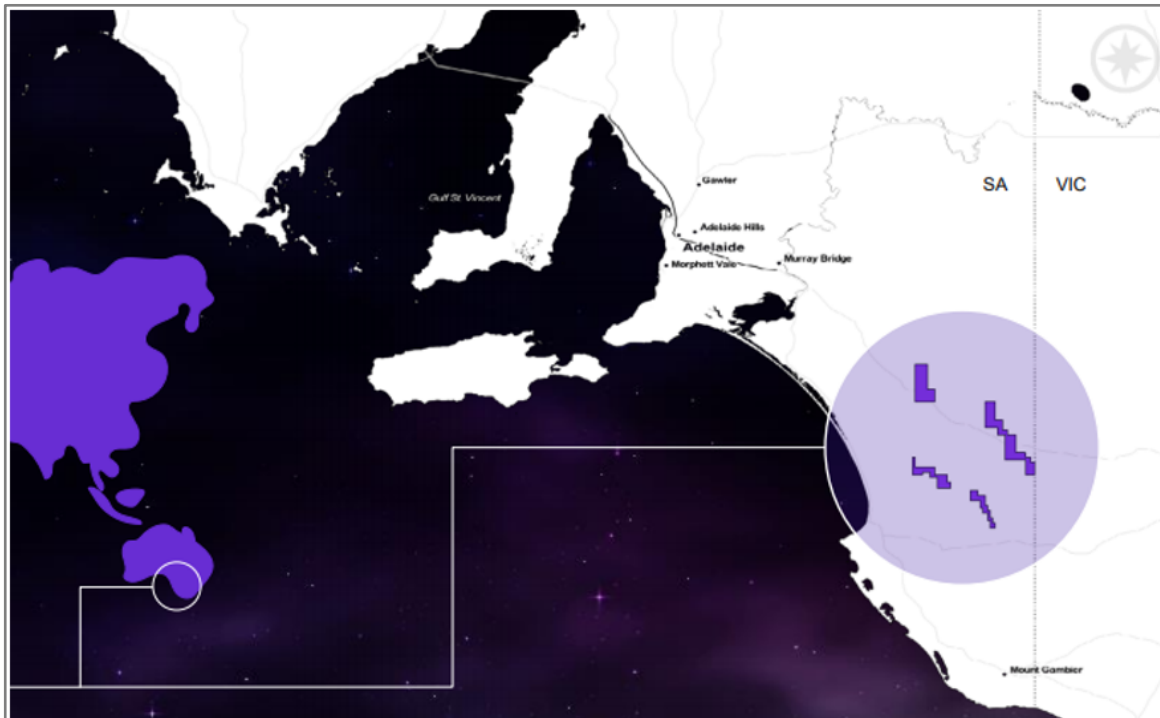 SA VIC
Gawler
Gulf St. Vincent
Adelaide Hills
Adelaide
Murray Bridge
Morphett Vale
Mount Gambier